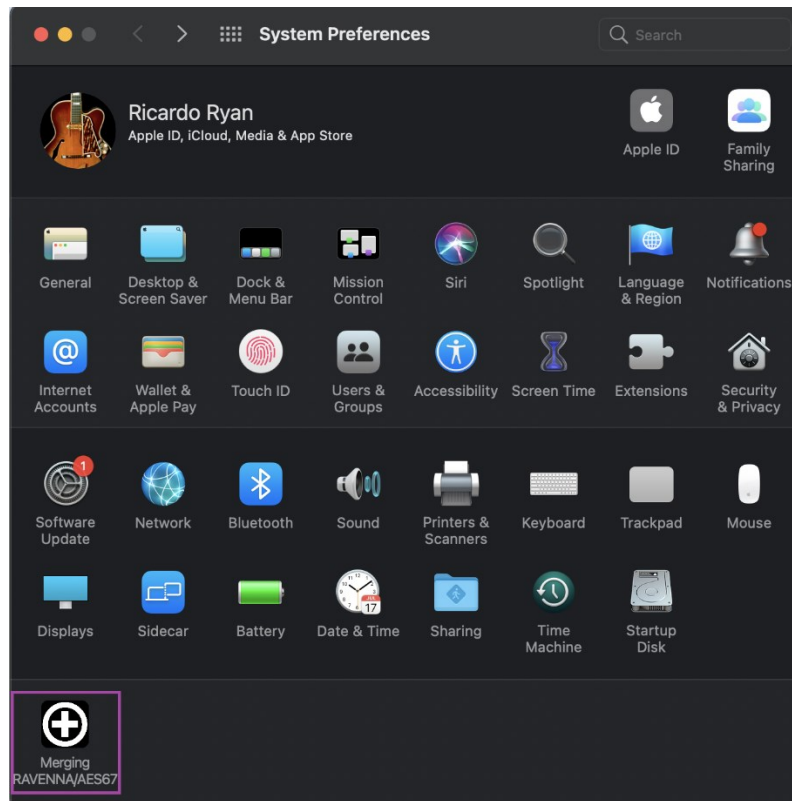 System Preferences
Search
Ricardo Ryan
Apple ID, iCloud, Media & App Store
Apple ID
Family
Sharing
General
Desktop &
Screen Saver
Dock &
Menu Bar
Mission
Control
Siri
Spotlight
Language
& Region
Notifications
@
Internet
Accounts
Wallet &
Apple Pay
Touch ID
Users &
Groups
Accessibility
Screen Time
Extensions
Security
& Privacy
1
Software
Update
Network
Bluetooth
Sound
Printers &
Scanners
Keyboard
Trackpad
Mouse
Displays
Sidecar
Battery
JUL
17
Date & Time
Sharing
Time
Machine
Startup
Disk
Merging
RAVENNA/AES67